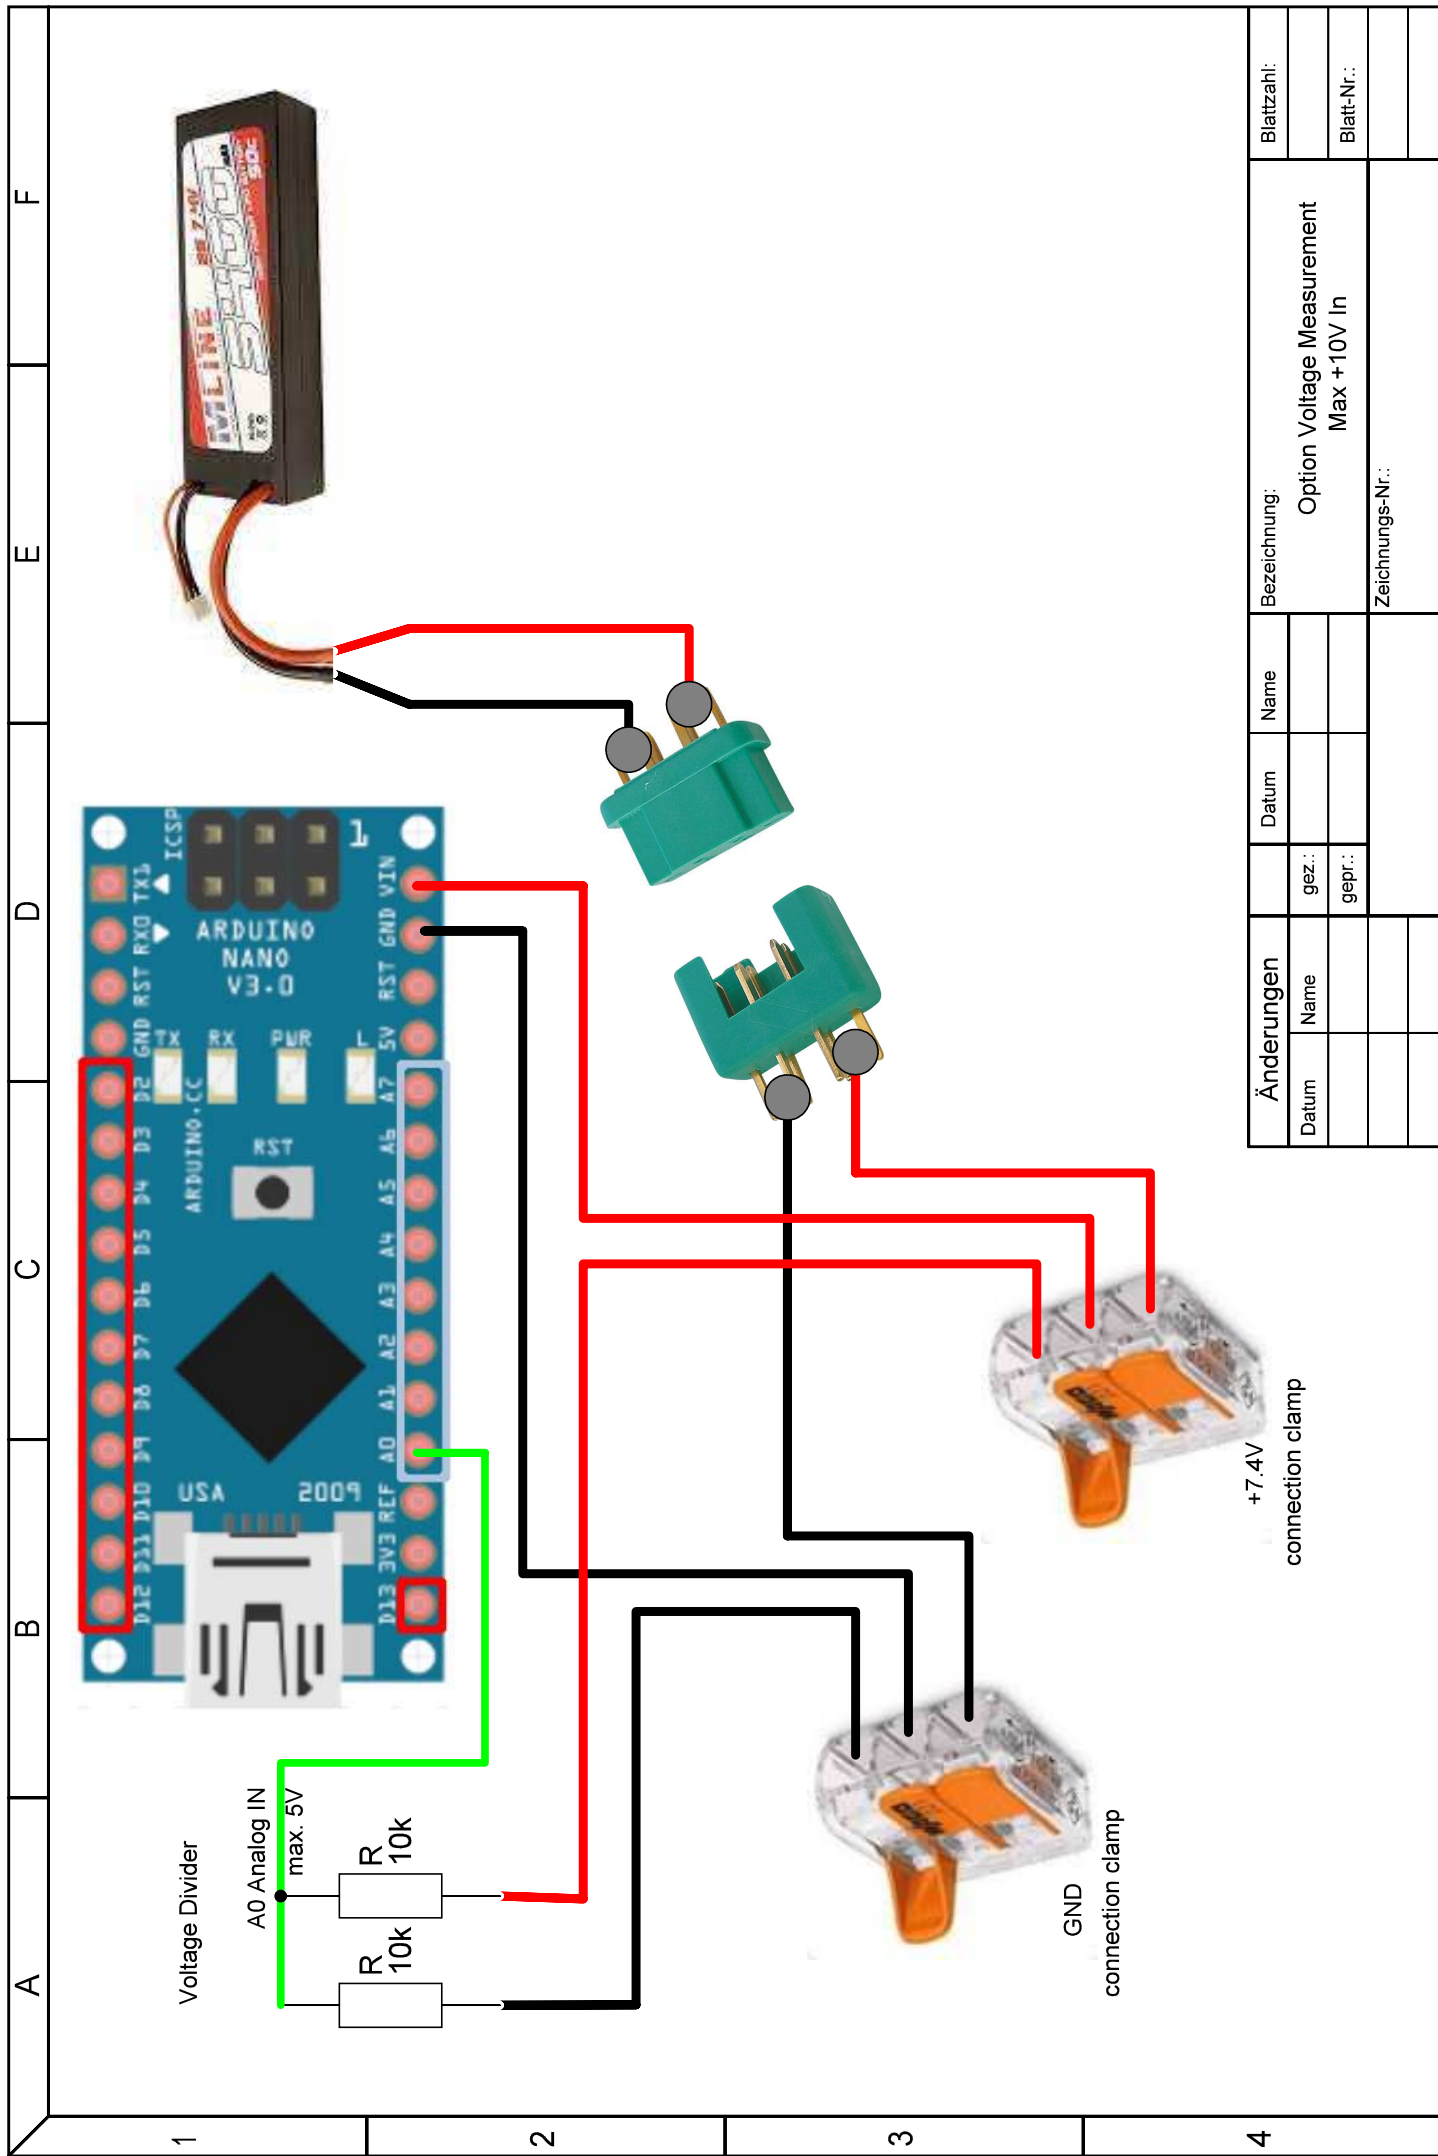 A
B
C
D
E
F
1
2
3
4
Voltage Divider
A0 Analog IN
max. 5V
R
10k
R
10k
D12
D11
D10
D9
D8
D7
D6
D5
D4
D3
D2
GND
RST
RX0
TX1
USA
2009
ARDUINO.CC
RST
TX
RX
PWR
L
ARDUINO
NANO
V3.0
ICSP
1
D13
3V3
REF
A0
A1
A2
A3
A4
A5
A6
A7
5V
RST
GND
VIN
MLINE
5400
50C
GND
connection clamp
+7.4V
connection clamp
Änderungen
Datum
Name
gez.:
gepr.:
Datum
Name
Bezeichnung:
Option Voltage Measurement
Max +10V In
Zeichnungs-Nr.:
Blattzahl:
Blatt-Nr.: